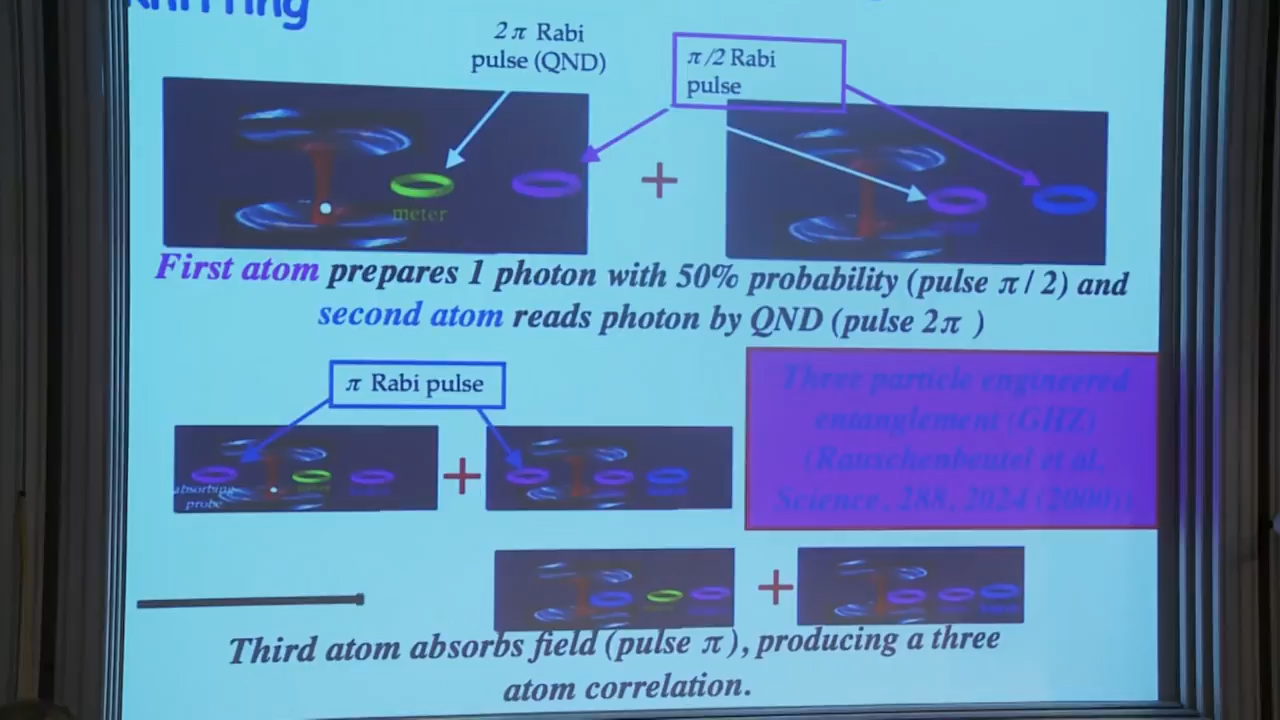 knitting
2 π Rabi
pulse (QND)
π /2 Rabi
pulse
meter
First atom prepares 1 photon with 50% probability (pulse π / 2) and
second atom reads photon by QND (pulse 2π )
π Rabi pulse
absorbing
probe
Three particle engineered
entanglement (GHZ)
(Rauschenbeutel et al,
Science, 288, 2024 (2000))
Third atom absorbs field (pulse π ), producing a three
atom correlation.